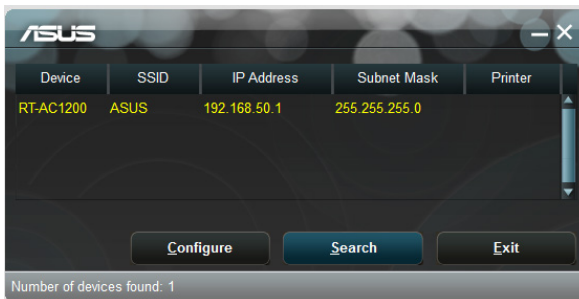 ASUS
Device SSID IP Address Subnet Mask Printer
RT-AC1200 ASUS 192.168.50.1 255.255.255.0
Configure Search Exit
Number of devices found: 1